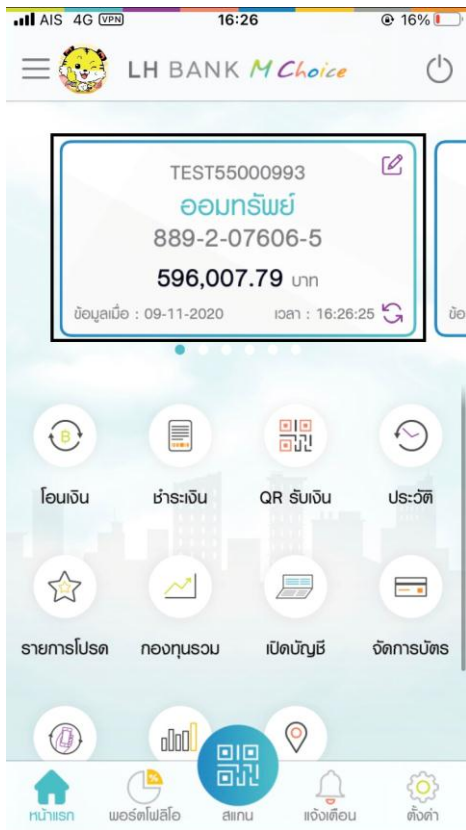 AIS 4G VPN 16:26 16%
LH BANK M Choice
TEST55000993
ออมทรัพย์
889-2-07606-5
596,007.79 บาท
ข้อมูลเมื่อ : 09-11-2020 เวลา : 16:26:25
โอนเงิน ชำระเงิน QR รับเงิน ประวัติ
รายการโปรด กองทุนรวม เปิดบัญชี จัดการบัตร
หน้าแรก พอร์ตโฟลิโอ สแกน แจ้งเตือน ตั้งค่า